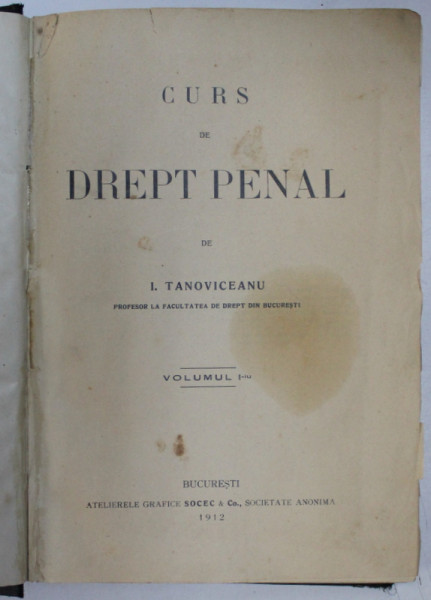 CURS
DE
DREPT PENAL
DE
I. TANOVICEANU
PROFESOR LA FACULTATEA DE DREPT DIN BUCUREȘTI
VOLUMUL I-iu
BUCUREȘTI
ATELIERELE GRAFICE SOCEC & Co., SOCIETATE ANONIMA
1912